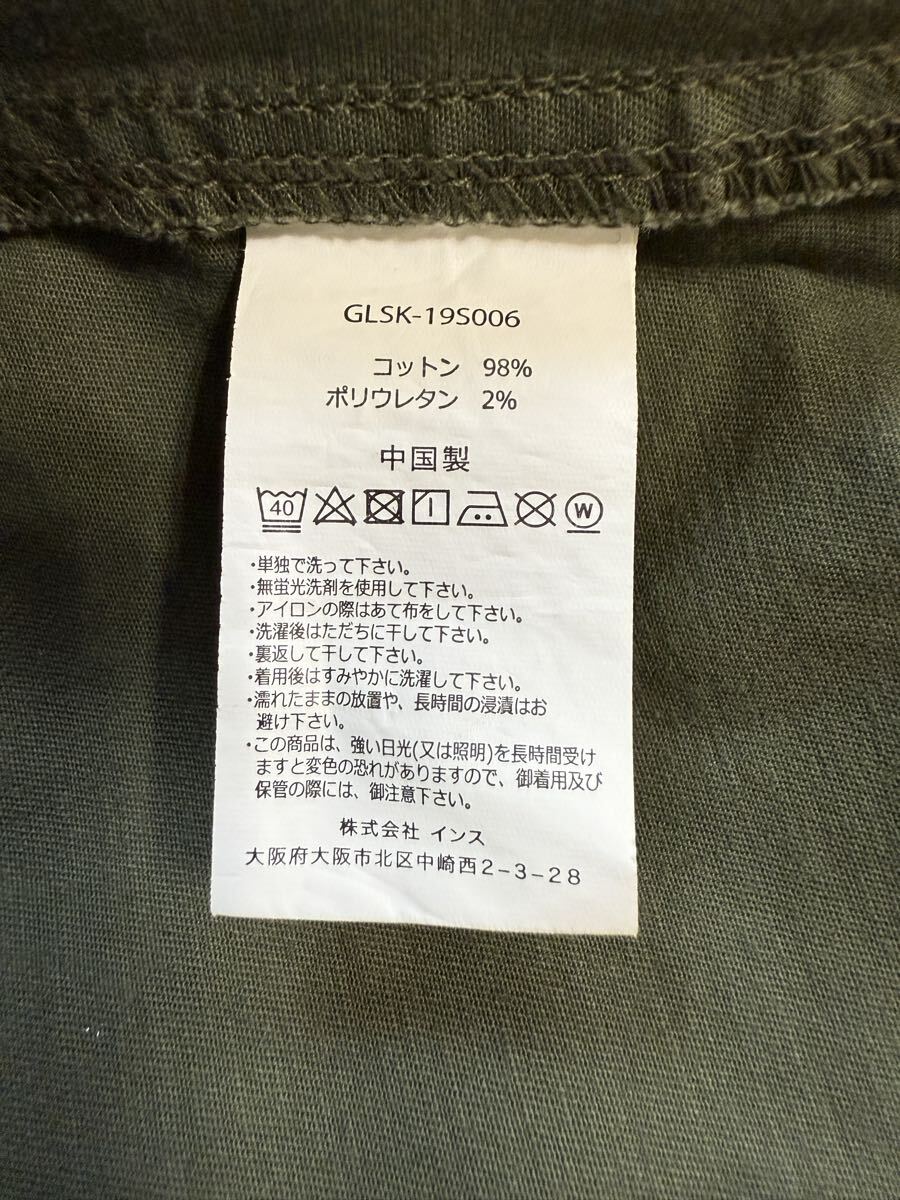 GLSK-19S006
コットン 98%
ポリウレタン 2%
中国製
40 W
・単独で洗って下さい。
・無蛍光洗剤を使用して下さい。
・アイロンの際はあて布をして下さい。
・洗濯後はただちに干して下さい。
・裏返して干して下さい。
・着用後はすみやかに洗濯して下さい。
・濡れたままの放置や、長時間の浸漬はお
避け下さい。
・この商品は、強い日光(又は照明)を長時間受け
ますと変色の恐れがありますので、御着用及び
保管の際には、御注意下さい。
株式会社 インス
大阪府大阪市北区中崎西2-3-28